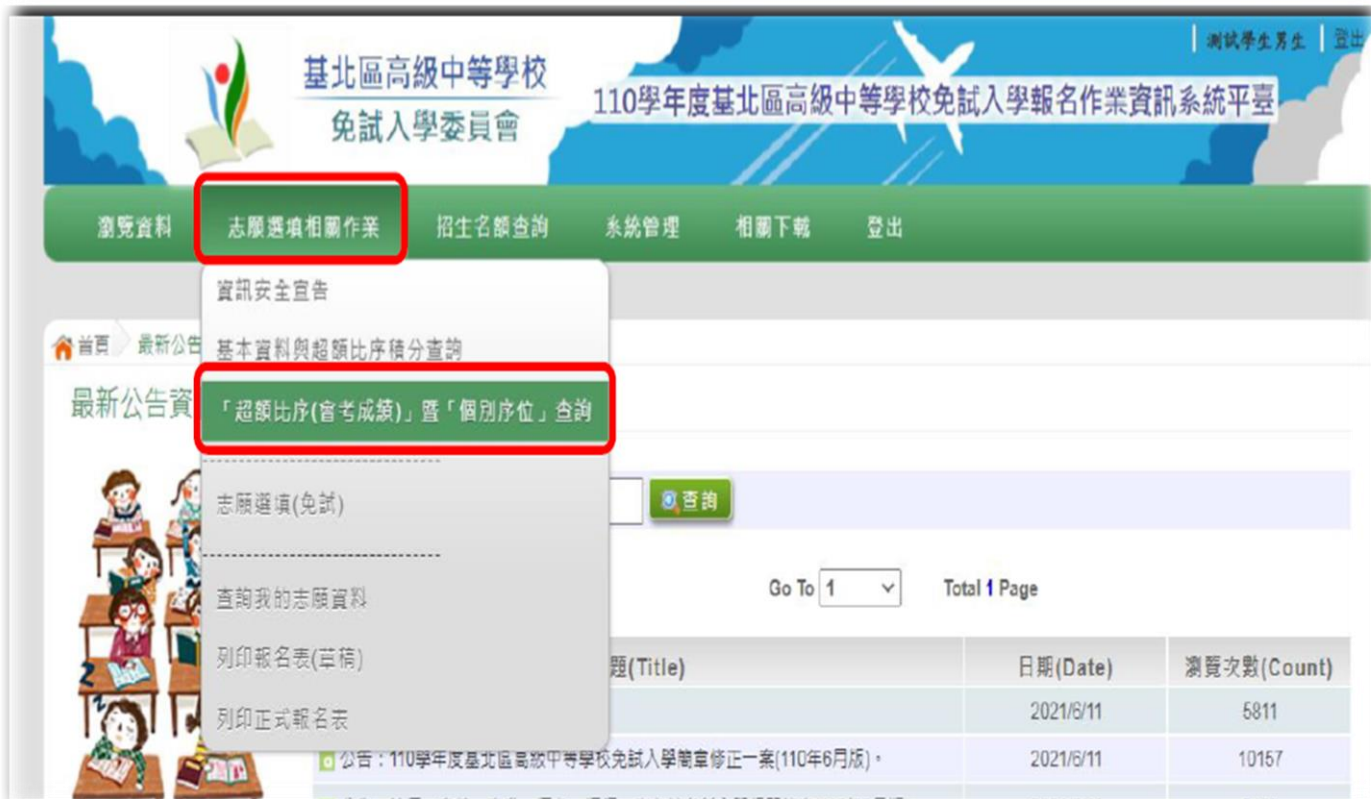 測試學生男生 登出
基北區高級中等學校
免試入學委員會
110學年度基北區高級中等學校免試入學報名作業資訊系統平臺
瀏覽資料 志願選填相關作業 招生名額查詢 系統管理 相關下載 登出
資訊安全宣告
首頁 最新公告
基本資料與超額比序積分查詢
最新公告資
「超額比序(會考成績)」暨「個別序位」查詢
--------------------------------
志願選填(免試)
查詢
--------------------------------
查詢我的志願資料
Go To 1 Total 1 Page
列印報名表(草稿)
題(Title) 日期(Date) 瀏覽次數(Count)
列印正式報名表
2021/6/11 5811
公告：110學年度基北區高級中等學校免試入學簡章修正一案(110年6月版)。 2021/6/11 10157